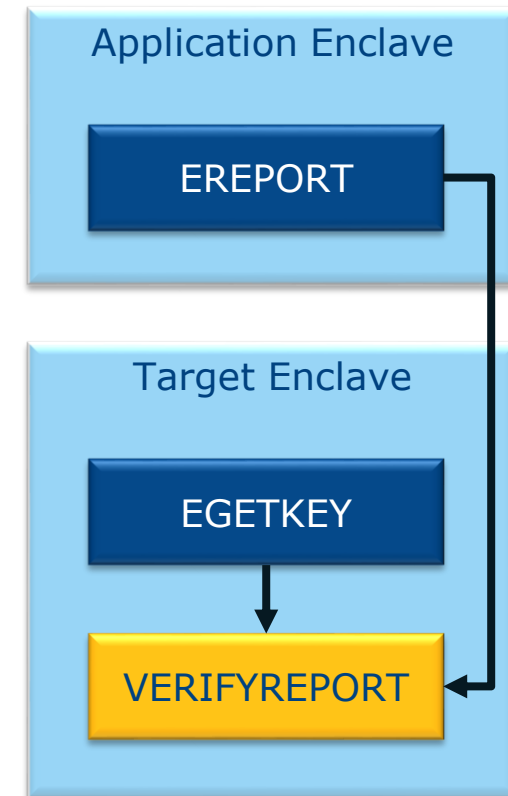 Application Enclave
EREPORT
Target Enclave
EGETKEY
VERIFYREPORT